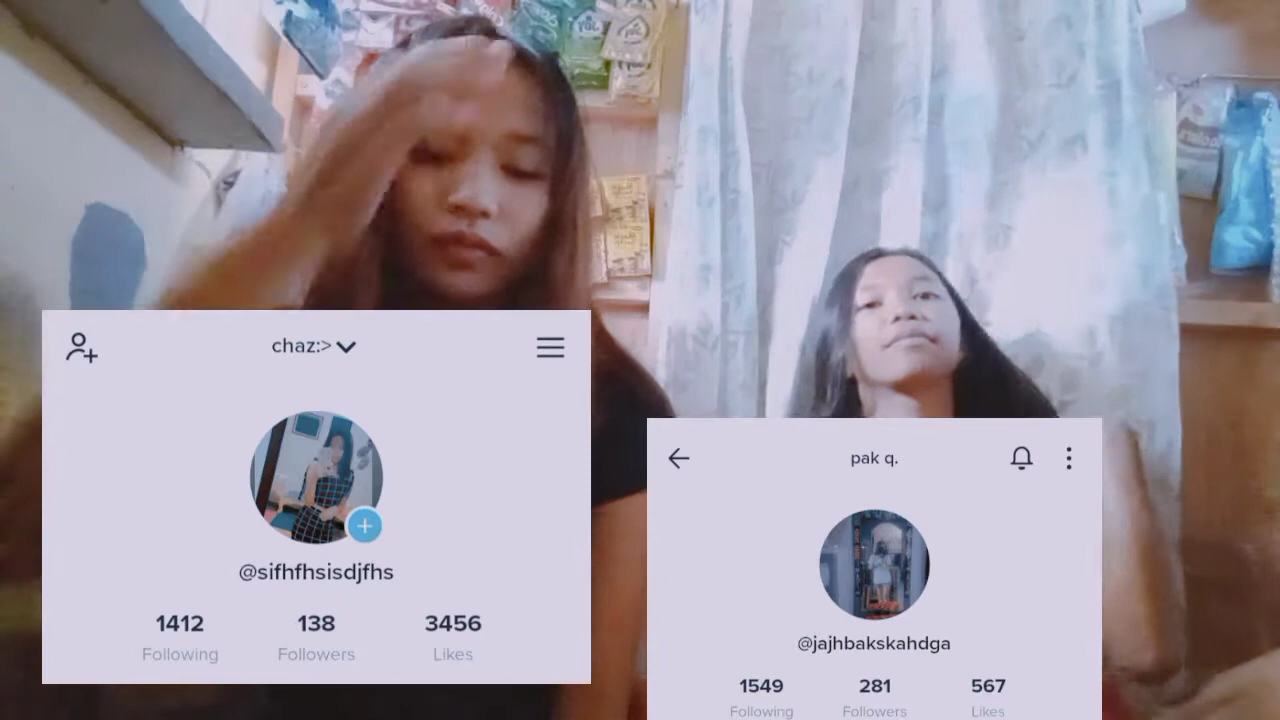 chaz:>
@sifhfhsisdjfhs
1412 138 3456
Following Followers Likes
pak q.
@jajhbakskahdga
1549 281 567
Following Followers Likes